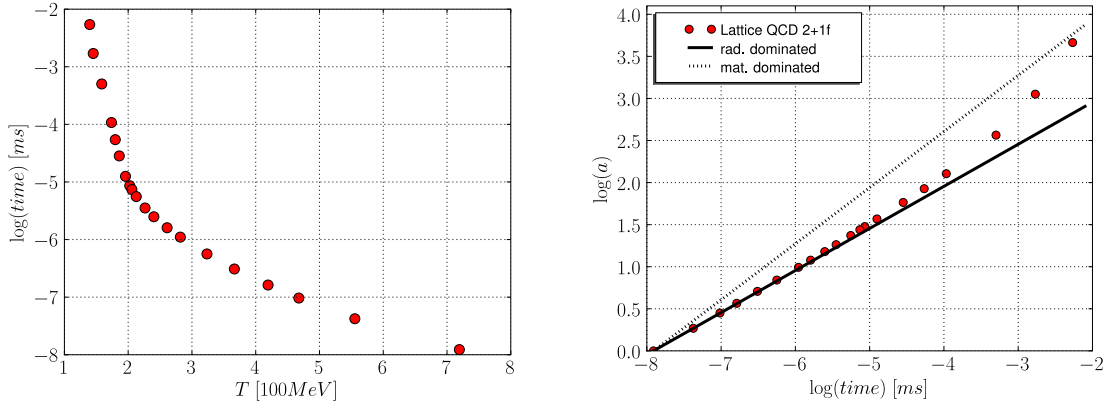 −2
−3
−4
−5
−6
−7
−8
log(time) [ms]
1 2 3 4 5 6 7 8
T [100MeV]
4.0
3.5
3.0
2.5
2.0
1.5
1.0
0.5
0.0
log(a)
Lattice QCD 2+1f
rad. dominated
mat. dominated
−8 −7 −6 −5 −4 −3 −2
log(time) [ms]